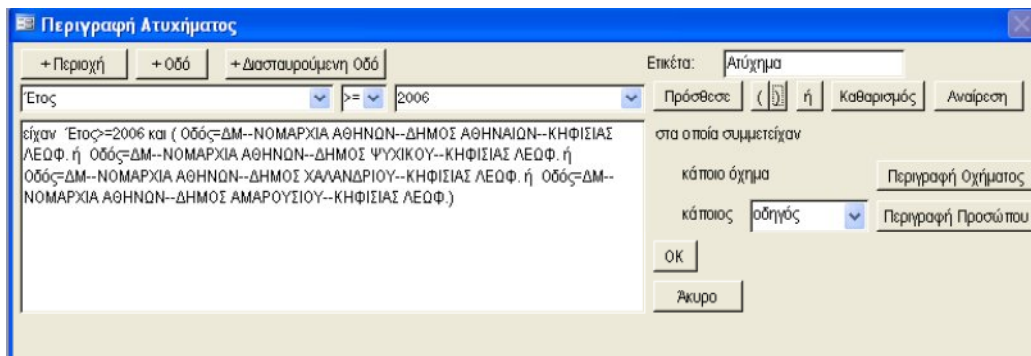 Περιγραφή Ατυχήματος
+Περιοχή +Οδό +Διασταυρούμενη Οδό Ετικέτα: Ατύχημα
Έτος >= 2006 Πρόσθεσε ( ) ή Καθαρισμός Αναίρεση
είχαν Έτος>=2006 και ( Οδός=ΔΜ--ΝΟΜΑΡΧΙΑ ΑΘΗΝΩΝ--ΔΗΜΟΣ ΑΘΗΝΑΙΩΝ--ΚΗΦΙΣΙΑΣ
ΛΕΩΦ. ή Οδός=ΔΜ--ΝΟΜΑΡΧΙΑ ΑΘΗΝΩΝ--ΔΗΜΟΣ ΨΥΧΙΚΟΥ--ΚΗΦΙΣΙΑΣ ΛΕΩΦ. ή
Οδός=ΔΜ--ΝΟΜΑΡΧΙΑ ΑΘΗΝΩΝ--ΔΗΜΟΣ ΧΑΛΑΝΔΡΙΟΥ--ΚΗΦΙΣΙΑΣ ΛΕΩΦ. ή Οδός=ΔΜ--
ΝΟΜΑΡΧΙΑ ΑΘΗΝΩΝ--ΔΗΜΟΣ ΑΜΑΡΟΥΣΙΟΥ--ΚΗΦΙΣΙΑΣ ΛΕΩΦ.)
στα οποία συμμετείχαν
κάποιο όχημα Περιγραφή Οχήματος
κάποιος οδηγός Περιγραφή Προσώπου
OK
Άκυρο